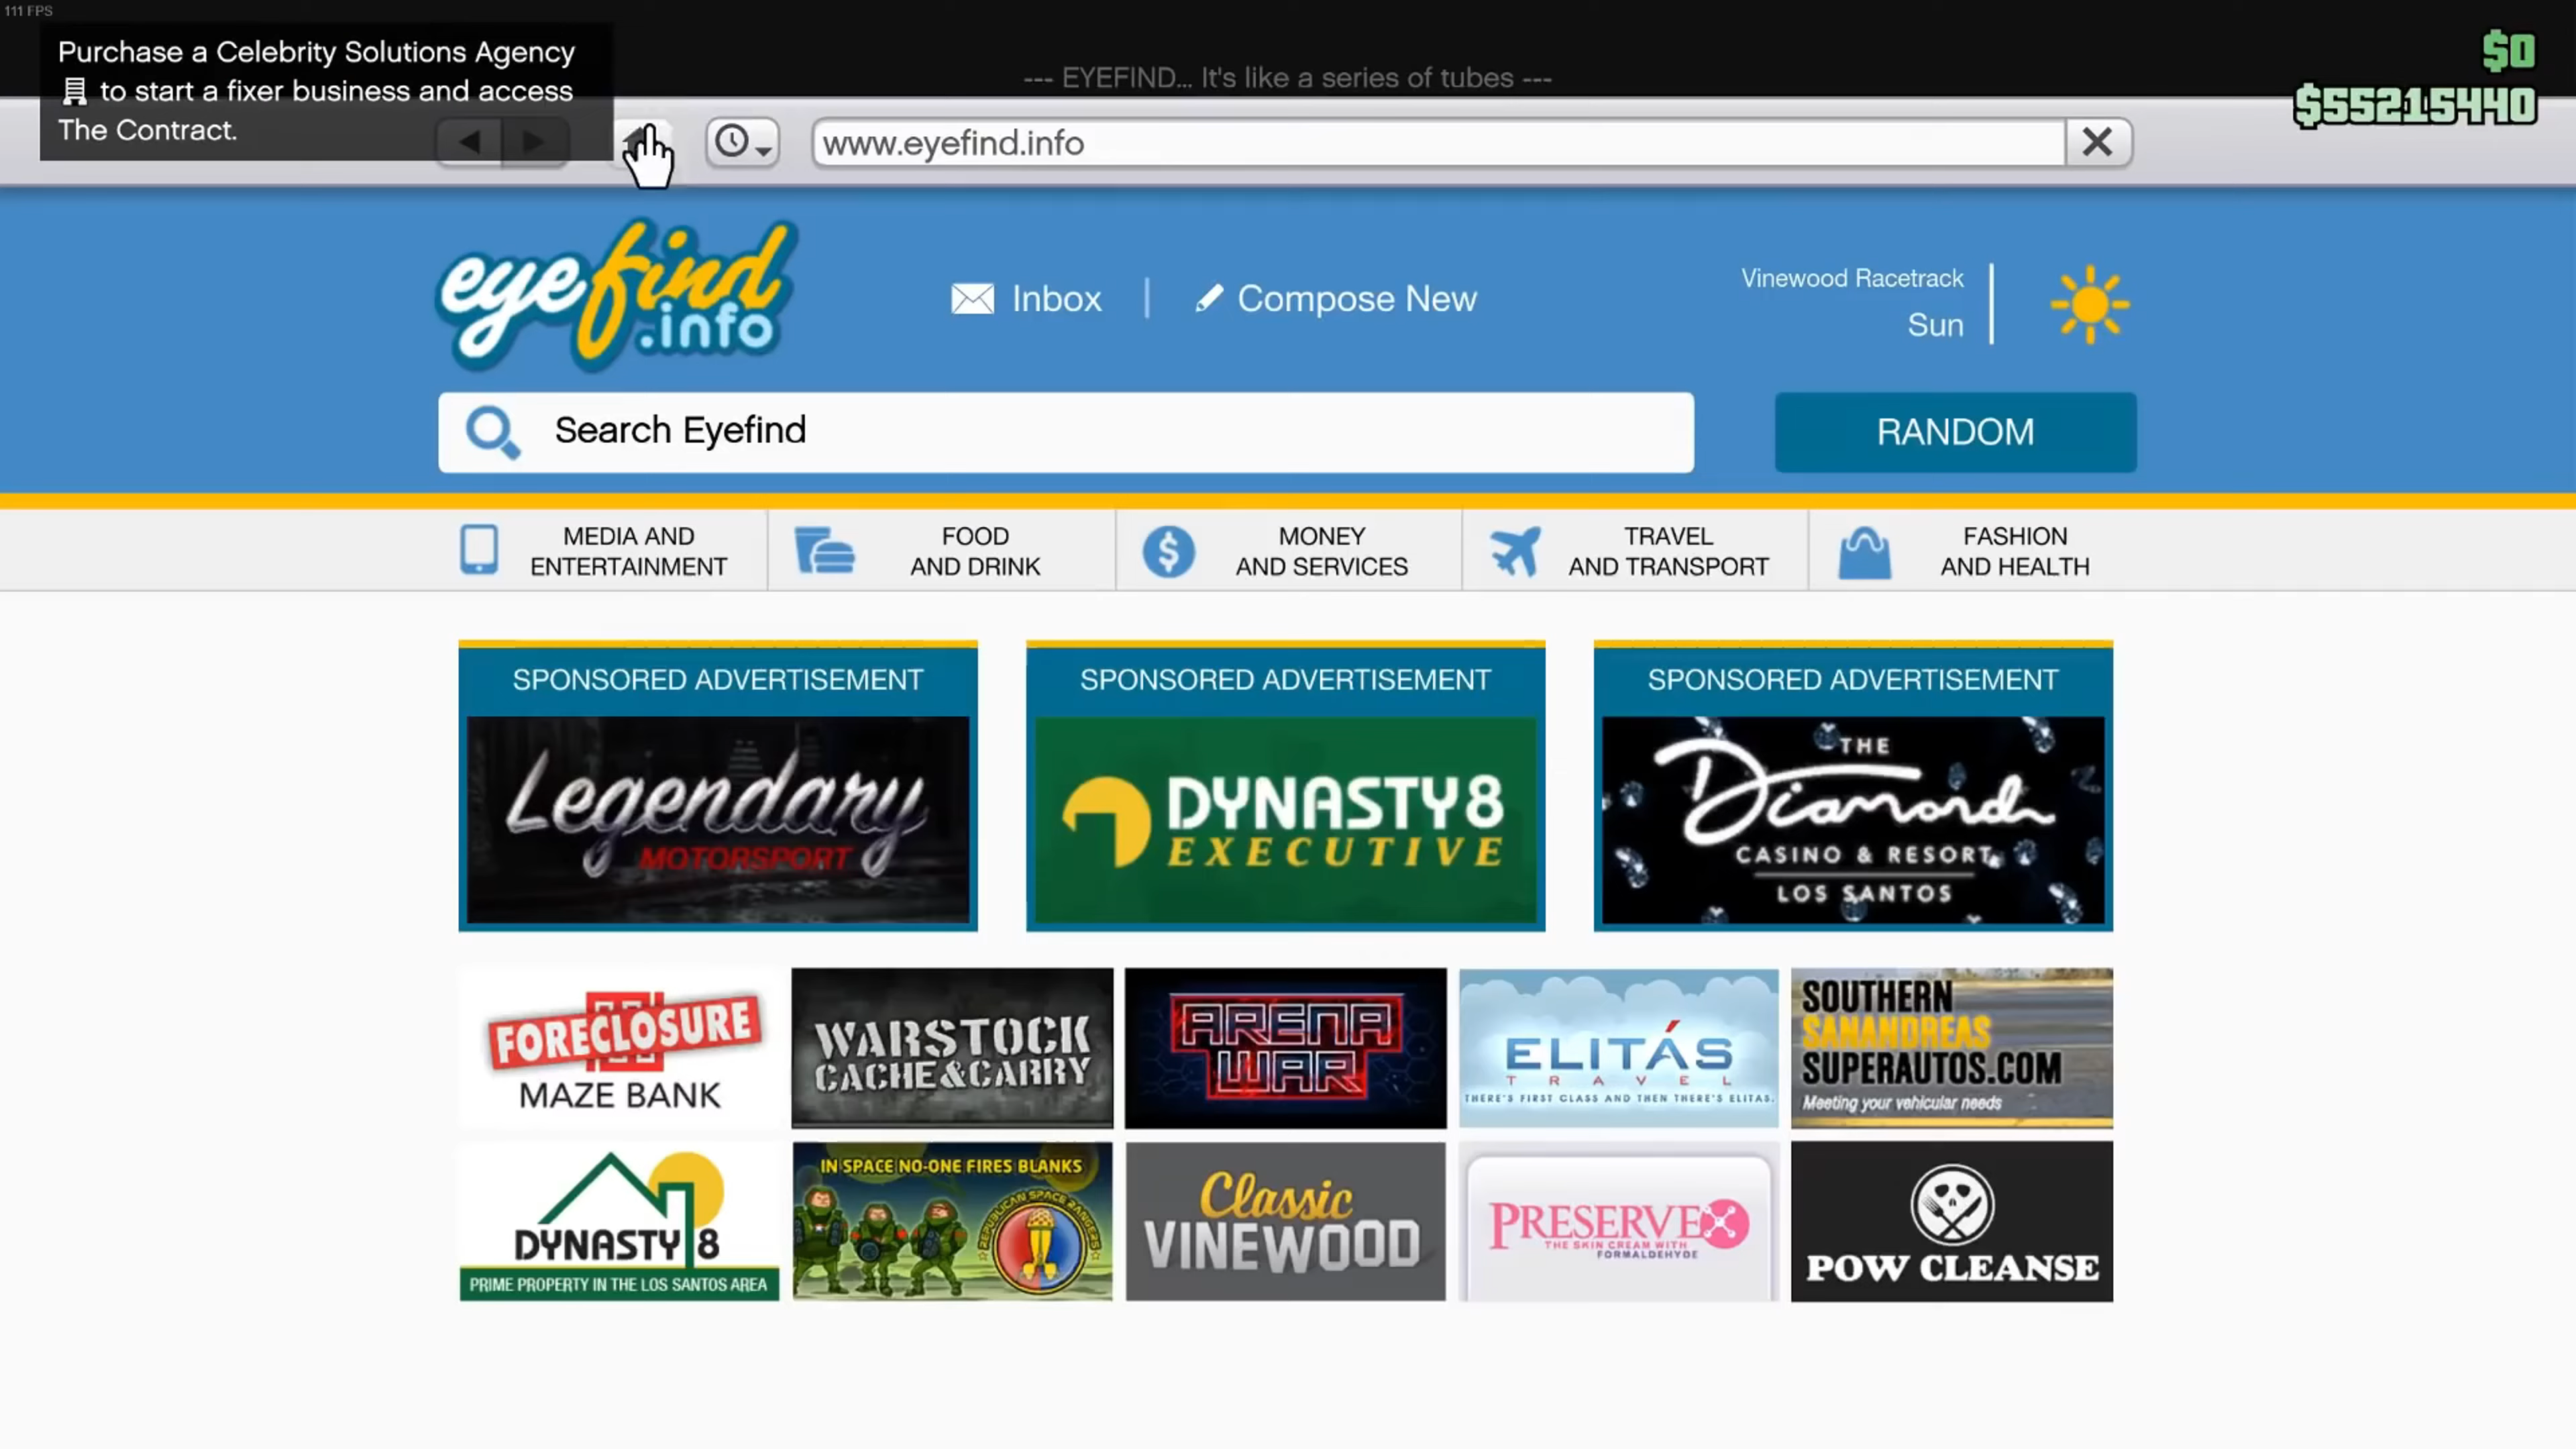 111 FPS
Purchase a Celebrity Solutions Agency
to start a fixer business and access
The Contract.
--- EYEFIND... It's like a series of tubes ---
$0
$55215440
www.eyefind.info
eyefind
.info
Inbox
Compose New
Vinewood Racetrack
Sun
Search Eyefind
RANDOM
MEDIA AND
ENTERTAINMENT
FOOD
AND DRINK
MONEY
AND SERVICES
TRAVEL
AND TRANSPORT
FASHION
AND HEALTH
SPONSORED ADVERTISEMENT
Legendary
MOTORSPORT
SPONSORED ADVERTISEMENT
DYNASTY8
EXECUTIVE
SPONSORED ADVERTISEMENT
THE
Diamond
CASINO & RESORT
LOS SANTOS
FORECLOSURE
MAZE BANK
WARSTOCK
CACHE&CARRY
ARENA
WAR
ELITÁS
TRAVEL
THERE'S FIRST CLASS AND THEN THERE'S ELITAS.
SOUTHERN
SANANDREAS
SUPERAUTOS.COM
Meeting your vehicular needs
DYNASTY 8
PRIME PROPERTY IN THE LOS SANTOS AREA
IN SPACE NO-ONE FIRES BLANKS
REPUBLICAN SPACE RANGERS
Classic
VINEWOOD
PRESERVEX
THE SKIN CREAM WITH
FORMALDEHYDE
POW CLEANSE